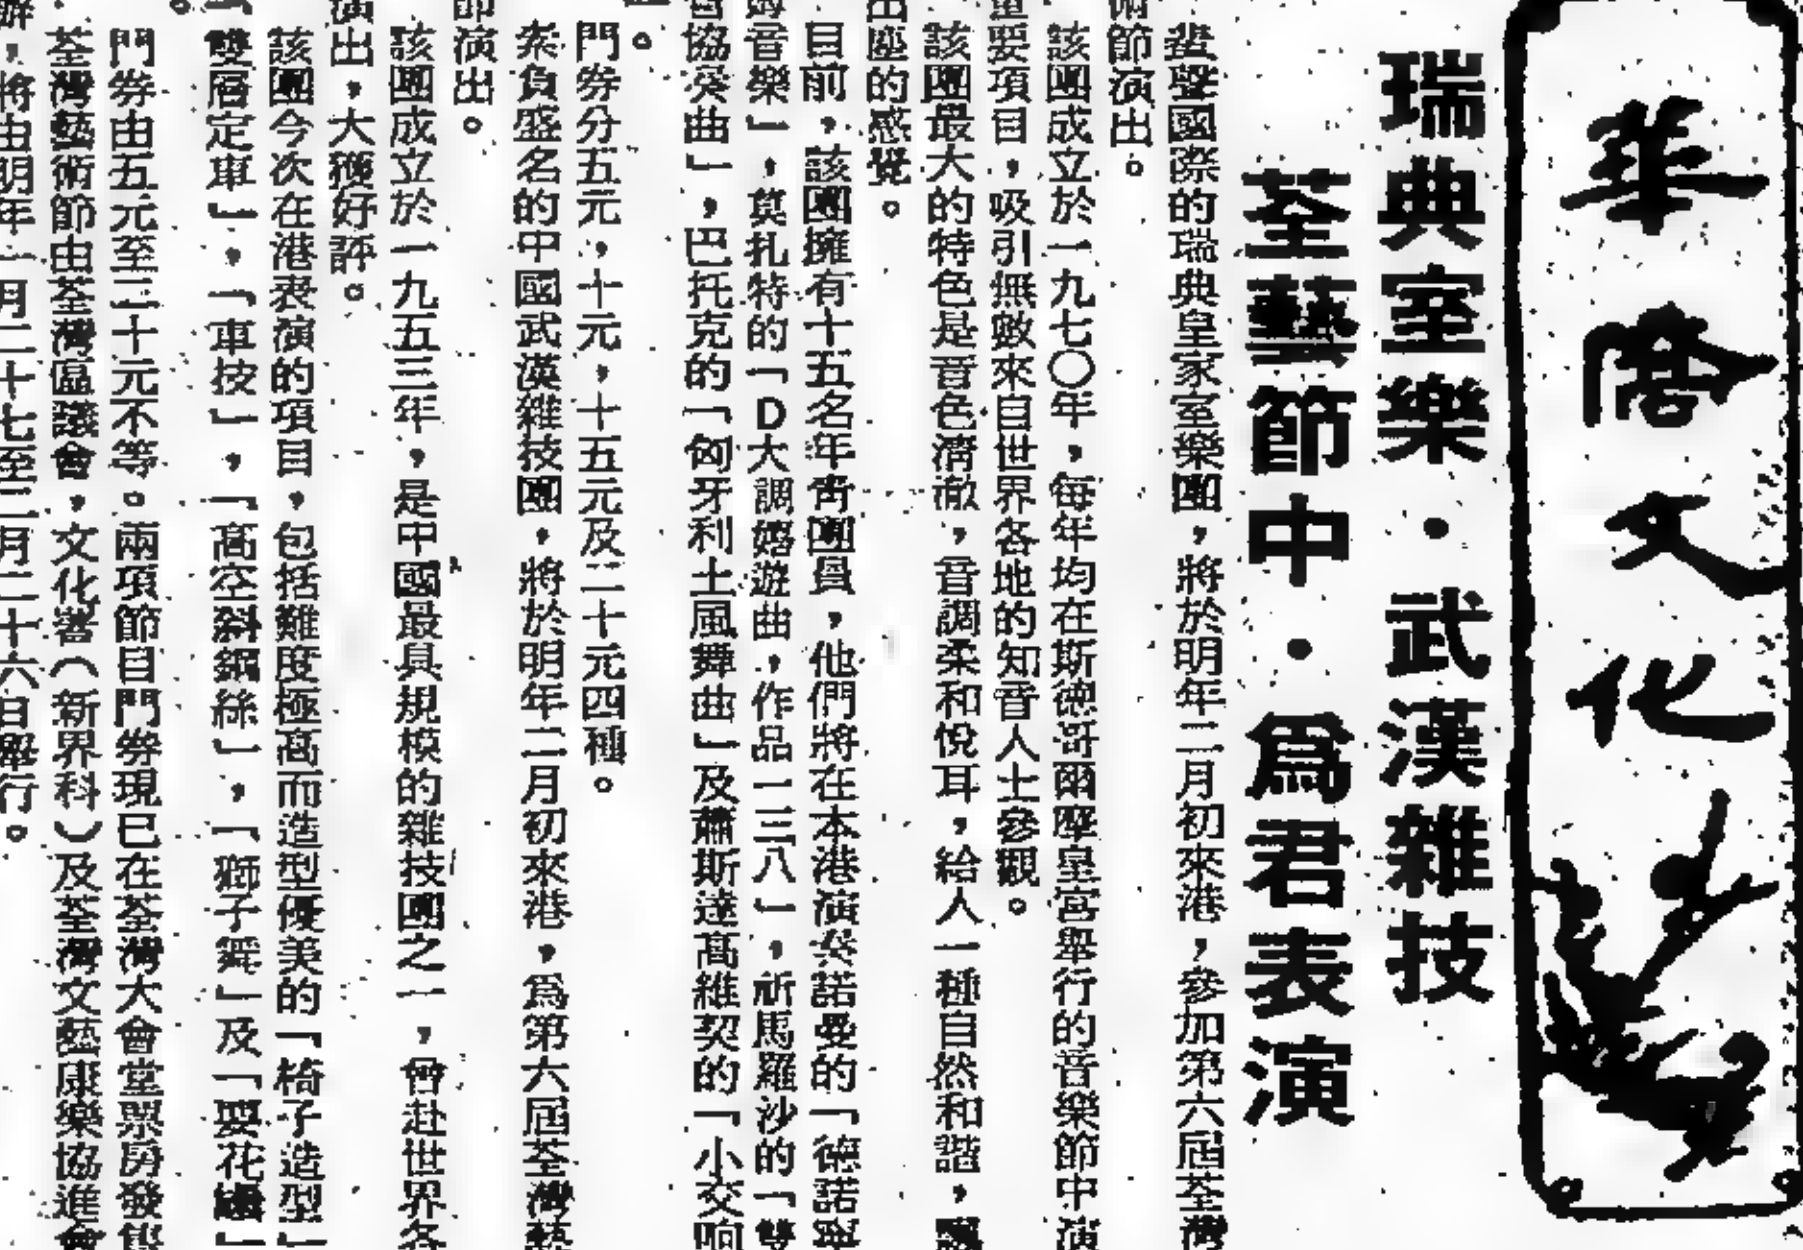 華僑文化
瑞典室樂・武漢雜技
荃藝節中・爲君表演
蜚聲國際的瑞典皇家室樂團，將於明年二月初來港，參加第六屆荃灣
術節演出。
該團成立於一九七〇年，每年均在斯德哥爾摩皇宮舉行的音樂節中演
重要項目，吸引無數來自世界各地的知音人士參觀。
該團最大的特色是音色清澈，音調柔和悅耳，給人一種自然和諧，
出塵的感覺。
目前，該團擁有十五名年靑團員，他們將在本港演奏諾曼的「德諾
音樂」，莫扎特的「D大調嬉遊曲，作品一三八」，祈馬羅沙的「雙
協奏曲」，巴托克的「匈牙利土風舞曲」及蕭斯達高維契的「小交响
。
門券分五元，十元，十五元及二十元四種。
素負盛名的中國武漢雜技團，將於明年二月初來港，爲第六屆荃灣藝
節演出。
該團成立於一九五三年，是中國最具規模的雜技團之一，曾赴世界各
演出，大獲好評。
該團今次在港表演的項目，包括難度極高而造型優美的「椅子造型」
「雙層定車」，「車技」，「高空斜鋼絲」，「獅子舞」及「耍花罎」
。
門券由五元至三十元不等。兩項節目門券現已在荃灣大會堂票房發售
荃灣藝術節由荃灣區議會，文化署（新界科）及荃灣文藝康樂協進會
辦，將由明年一月二十七至二月二十六日舉行。